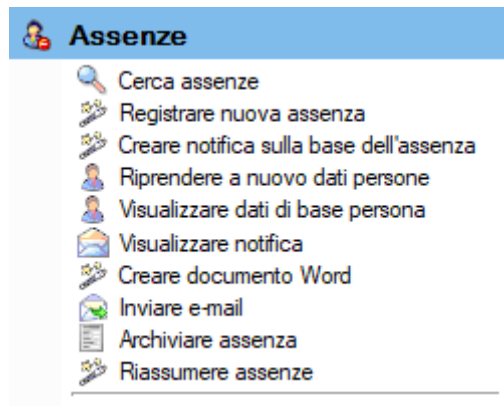 Assenze
Cerca assenze
Registrare nuova assenza
Creare notifica sulla base dell'assenza
Riprendere a nuovo dati persone
Visualizzare dati di base persona
Visualizzare notifica
Creare documento Word
Inviare e-mail
Archiviare assenza
Riassumere assenze